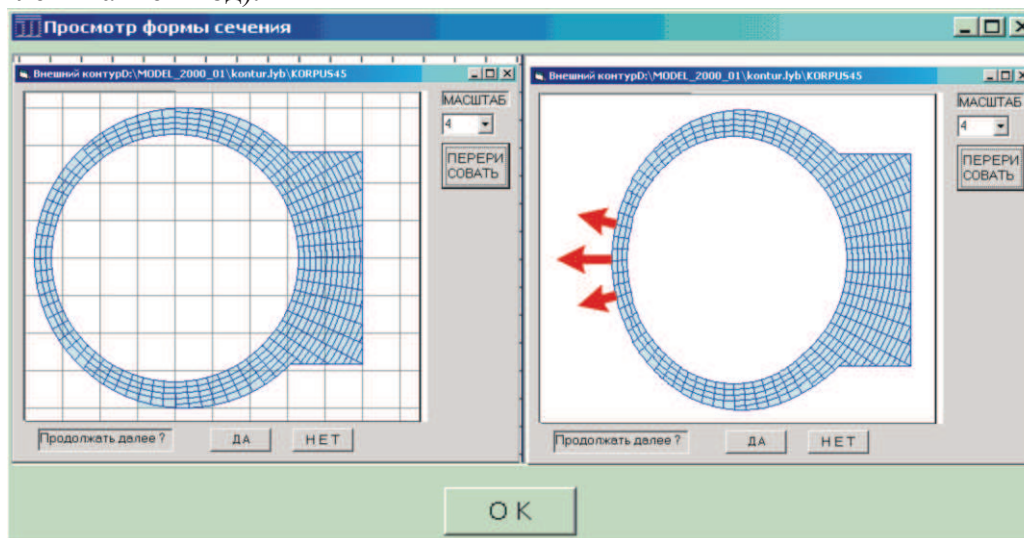 Просмотр формы сечения
Внешний контурD:\MODEL_2000_01\kontur.lyb\KORPUS45
МАСШТАБ
4
ПЕРЕРИ
СОВАТЬ
Продолжать далее ?
ДА
НЕТ
Внешний контурD:\MODEL_2000_01\kontur.lyb\KORPUS45
МАСШТАБ
4
ПЕРЕРИ
СОВАТЬ
Продолжать далее ?
ДА
НЕТ
OK